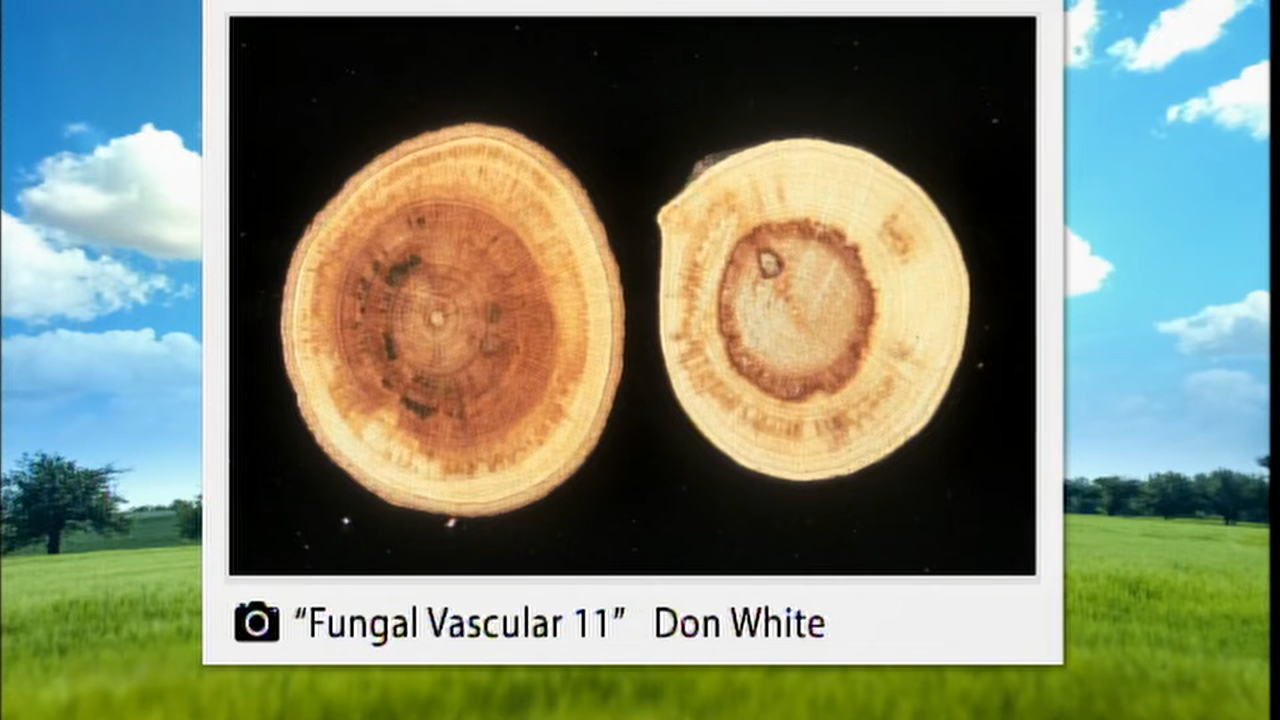 “Fungal Vascular 11” Don White